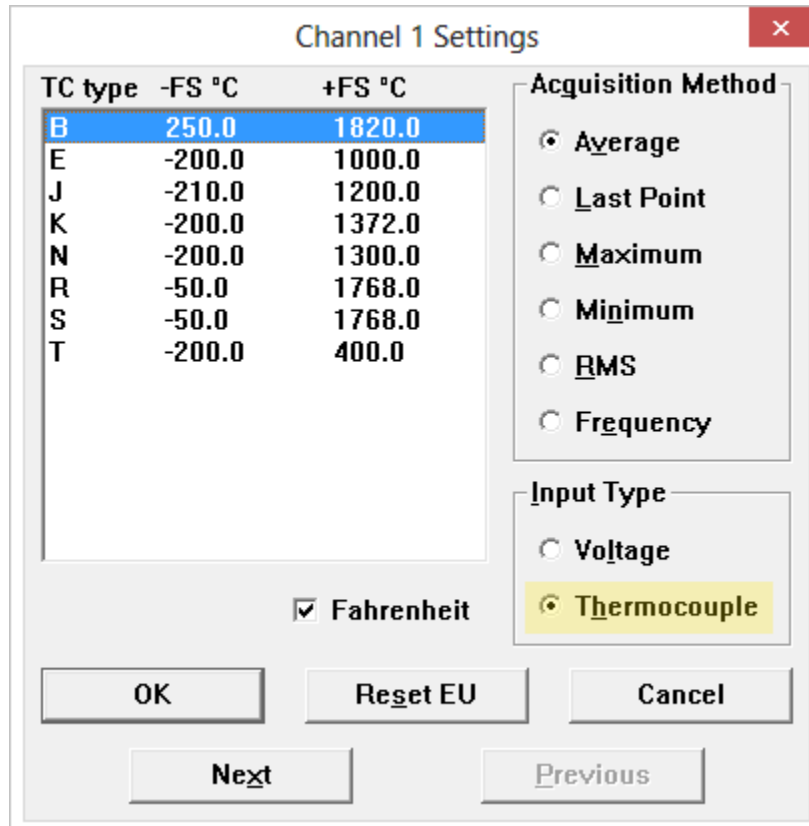 Channel 1 Settings
TC type -FS °C +FS °C
B 250.0 1820.0
E -200.0 1000.0
J -210.0 1200.0
K -200.0 1372.0
N -200.0 1300.0
R -50.0 1768.0
S -50.0 1768.0
T -200.0 400.0
Fahrenheit
Acquisition Method
Average
Last Point
Maximum
Minimum
RMS
Frequency
Input Type
Voltage
Thermocouple
OK Reset EU Cancel
Next Previous